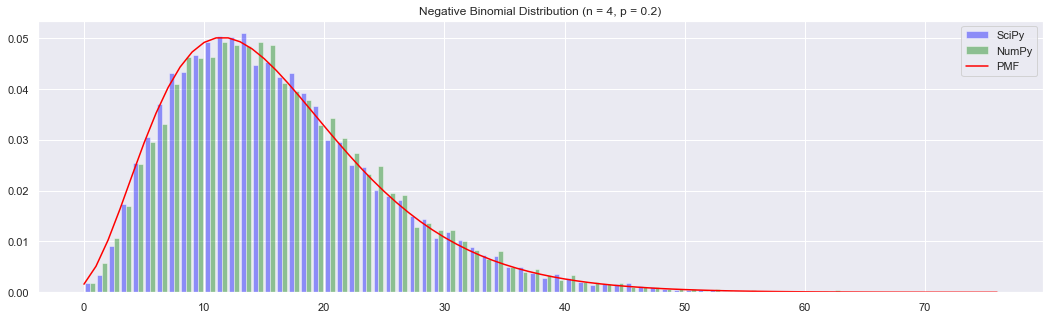 Negative Binomial Distribution (n = 4, p = 0.2)
SciPy
NumPy
PMF
0.05
0.04
0.03
0.02
0.01
0.00
0 10 20 30 40 50 60 70